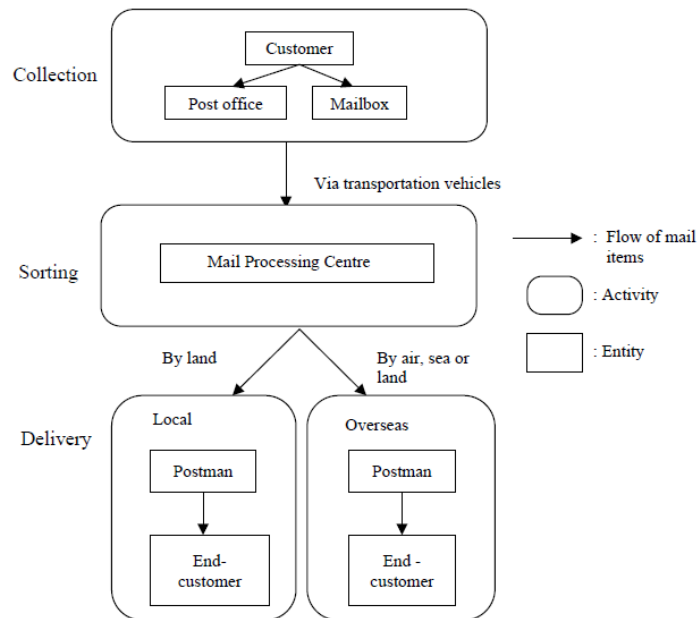 Collection
Customer
Post office
Mailbox
Via transportation vehicles
Sorting
Mail Processing Centre
: Flow of mail
items
: Activity
: Entity
By land
By air, sea or
land
Delivery
Local
Postman
End-
customer
Overseas
Postman
End -
customer